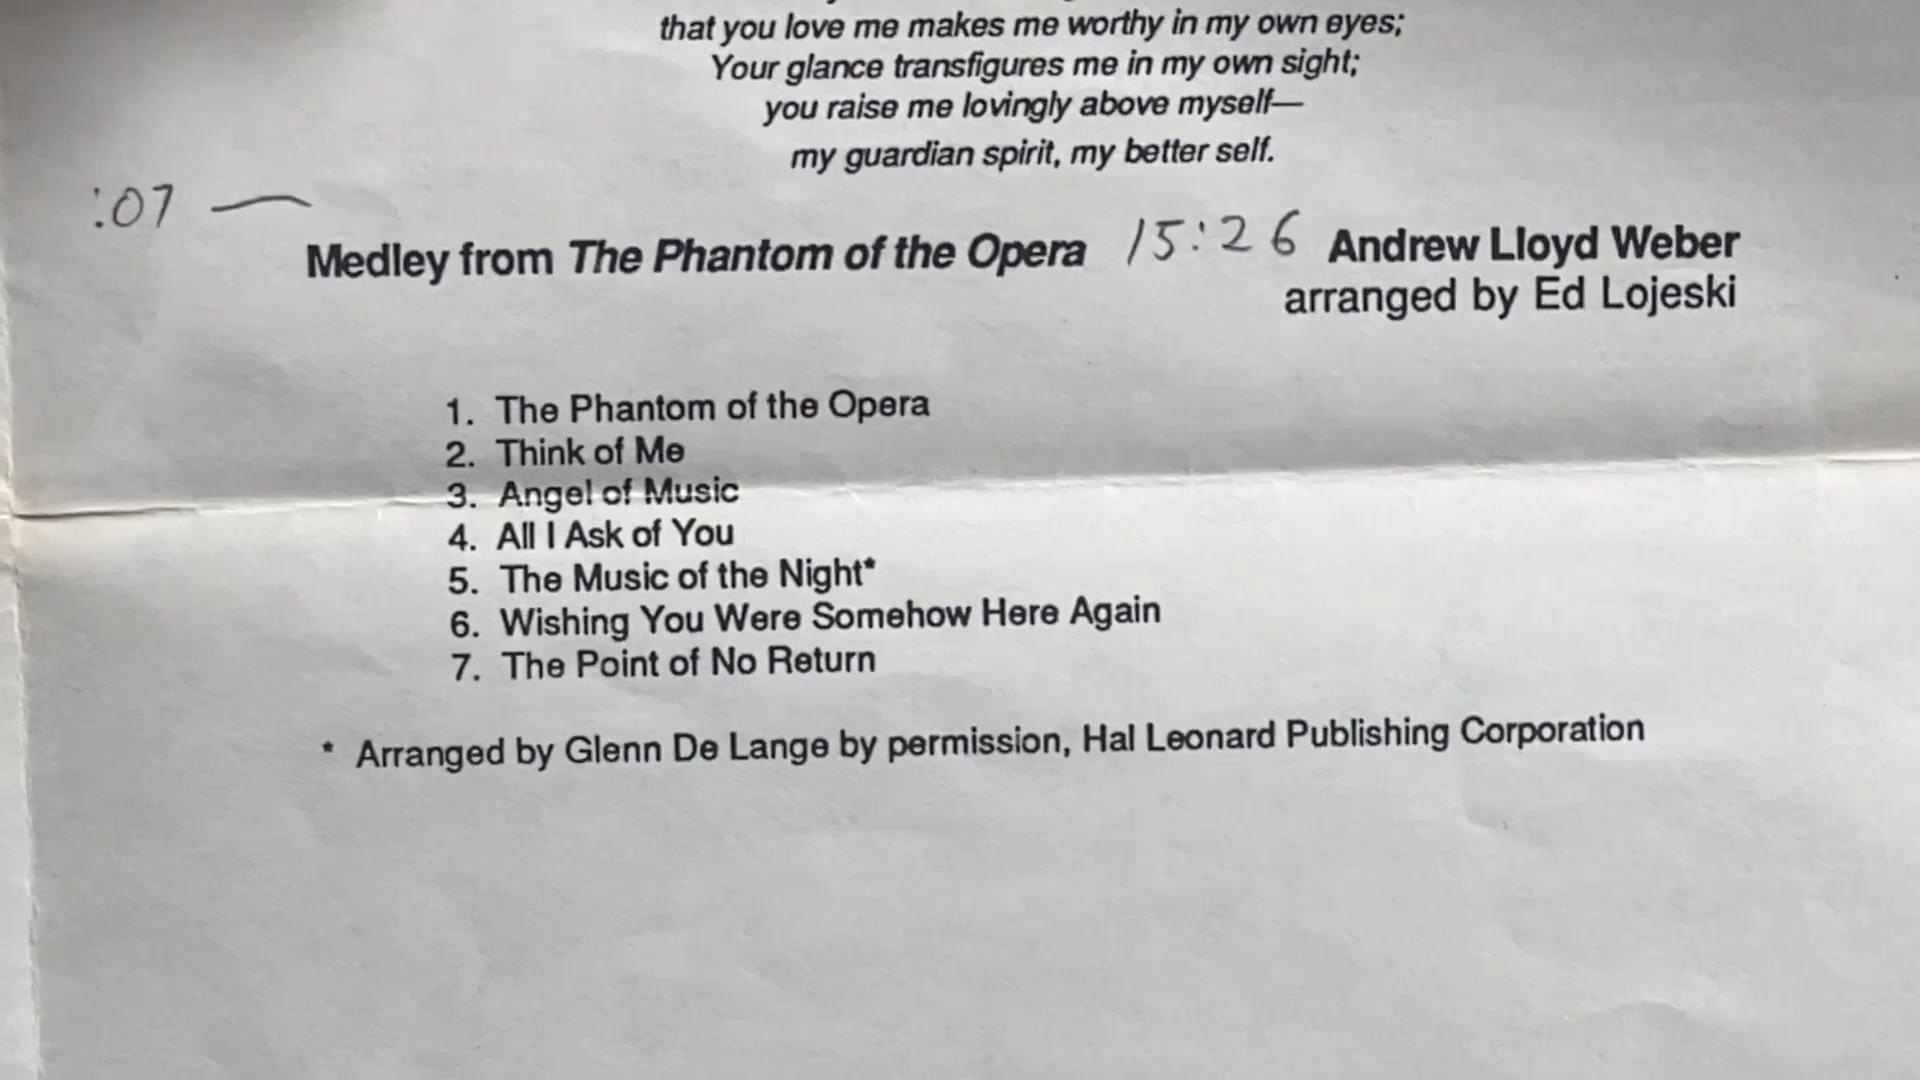 that you love me makes me worthy in my own eyes;
Your glance transfigures me in my own sight;
you raise me lovingly above myself—
my guardian spirit, my better self.
:07 —
Medley from The Phantom of the Opera 15:26 Andrew Lloyd Weber
arranged by Ed Lojeski
1. The Phantom of the Opera
2. Think of Me
3. Angel of Music
4. All I Ask of You
5. The Music of the Night*
6. Wishing You Were Somehow Here Again
7. The Point of No Return
* Arranged by Glenn De Lange by permission, Hal Leonard Publishing Corporation